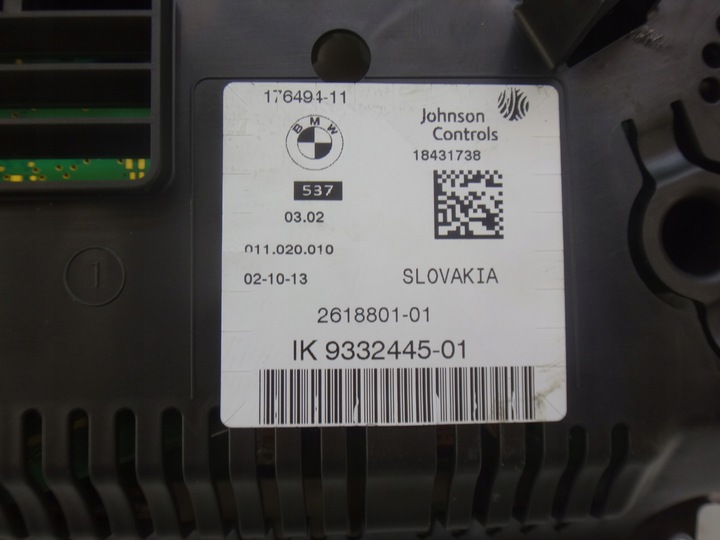 176494-11
BMW
Johnson
Controls
18431738
537
03.02
011.020.010
02-10-13
SLOVAKIA
2618801-01
IK 9332445-01
1